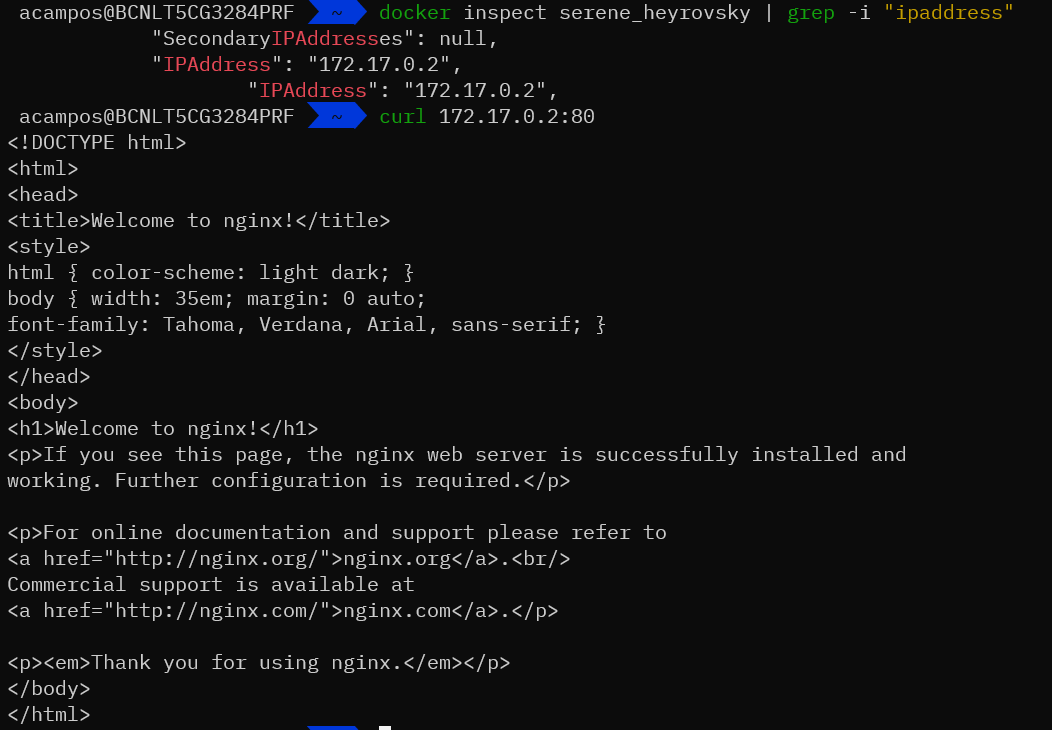 acampos@BCNLT5CG3284PRF ~ docker inspect serene_heyrovsky | grep -i "ipaddress"
            "SecondaryIPAddresses": null,
            "IPAddress": "172.17.0.2",
                    "IPAddress": "172.17.0.2",
acampos@BCNLT5CG3284PRF ~ curl 172.17.0.2:80
<!DOCTYPE html>
<html>
<head>
<title>Welcome to nginx!</title>
<style>
html { color-scheme: light dark; }
body { width: 35em; margin: 0 auto;
font-family: Tahoma, Verdana, Arial, sans-serif; }
</style>
</head>
<body>
<h1>Welcome to nginx!</h1>
<p>If you see this page, the nginx web server is successfully installed and
working. Further configuration is required.</p>

<p>For online documentation and support please refer to
<a href="http://nginx.org/">nginx.org</a>.<br/>
Commercial support is available at
<a href="http://nginx.com/">nginx.com</a>.</p>

<p><em>Thank you for using nginx.</em></p>
</body>
</html>